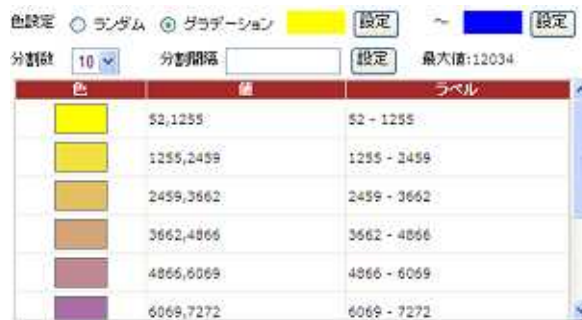 色設定 ランダム グラデーション 設定 ～ 設定
分割数 10 分割間隔 設定 最大値:12034
色 値 ラベル
52,1255 52 - 1255
1255,2459 1255 - 2459
2459,3662 2459 - 3662
3662,4866 3662 - 4866
4866,6069 4866 - 6069
6069,7272 6069 - 7272